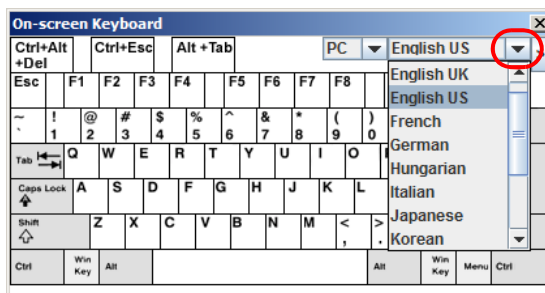 On-screen Keyboard
Ctrl+Alt +Del Ctrl+Esc Alt +Tab PC English US
English UK
English US
French
German
Hungarian
Italian
Japanese
Korean
Esc F1 F2 F3 F4 F5 F6 F7 F8
~ ! @ # $ % ^ & * ( )
` 1 2 3 4 5 6 7 8 9 0
Tab Q W E R T Y U I O
Caps Lock A S D F G H J K L
Shift Z X C V B N M < >
, .
Ctrl Win Key Alt Alt Win Key Menu Ctrl